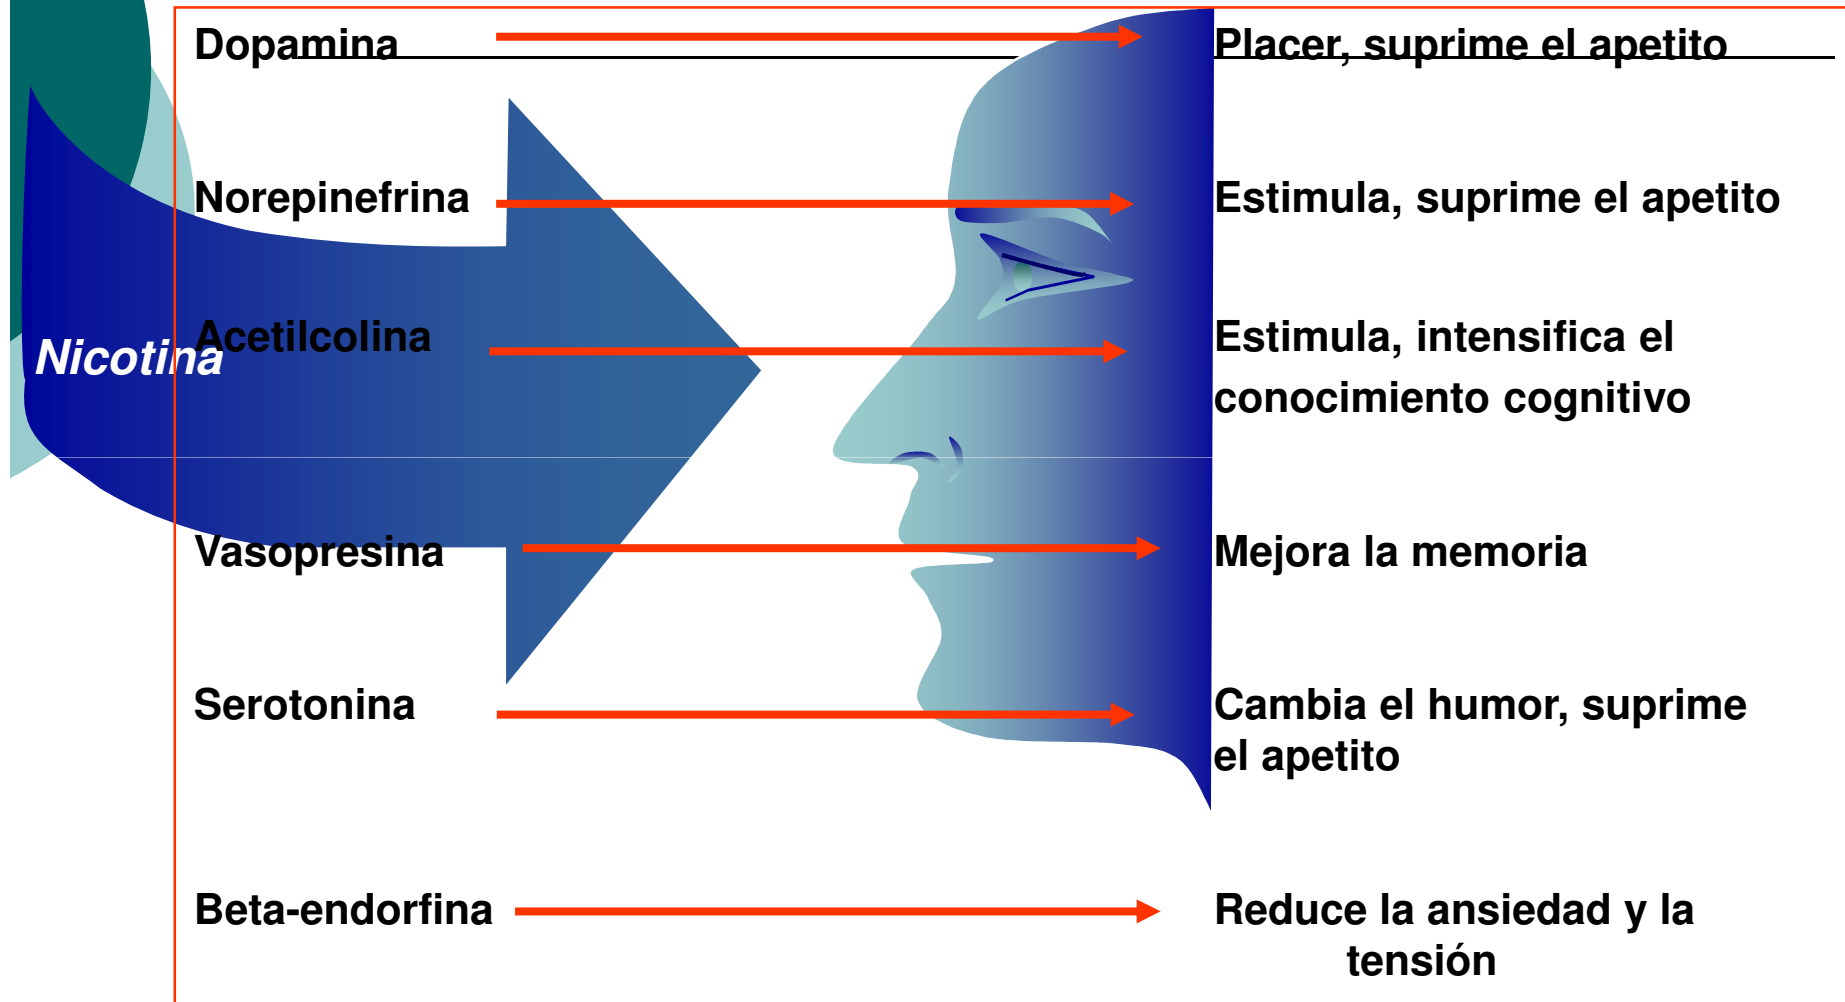 Dopamina
Placer, suprime el apetito
Norepinefrina
Estimula, suprime el apetito
Nicotina
Acetilcolina
Estimula, intensifica el
conocimiento cognitivo
Vasopresina
Mejora la memoria
Serotonina
Cambia el humor, suprime
el apetito
Beta-endorfina
Reduce la ansiedad y la
tensión